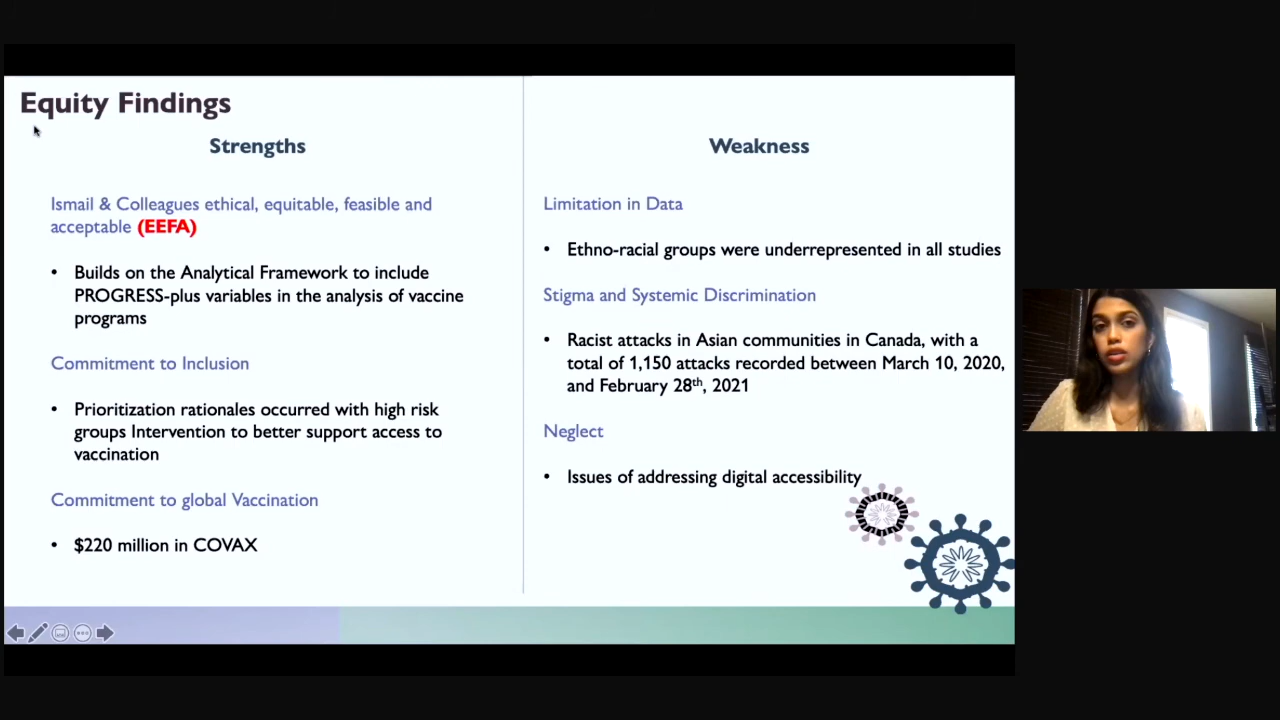 Equity Findings
Strengths
Ismail & Colleagues ethical, equitable, feasible and
acceptable (EEFA)
• Builds on the Analytical Framework to include
PROGRESS-plus variables in the analysis of vaccine
programs
Commitment to Inclusion
• Prioritization rationales occurred with high risk
groups Intervention to better support access to
vaccination
Commitment to global Vaccination
• $220 million in COVAX
Weakness
Limitation in Data
• Ethno-racial groups were underrepresented in all studies
Stigma and Systemic Discrimination
• Racist attacks in Asian communities in Canada, with a
total of 1,150 attacks recorded between March 10, 2020,
and February 28th, 2021
Neglect
• Issues of addressing digital accessibility